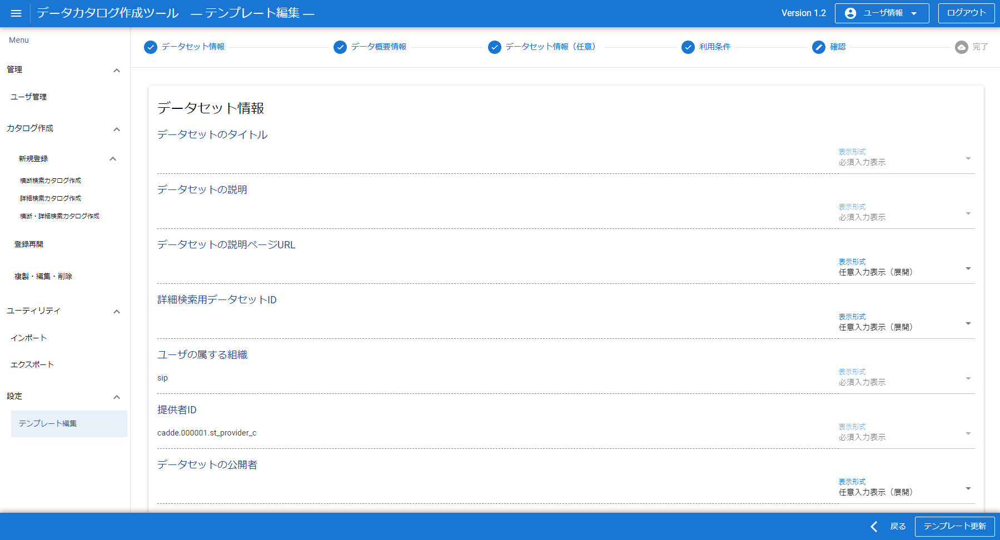 データカタログ作成ツール　― テンプレート編集 ―
Version 1.2
ユーザ情報
ログアウト
Menu
管理
ユーザ管理
カタログ作成
新規登録
横断検索カタログ作成
詳細検索カタログ作成
横断・詳細検索カタログ作成
登録再開
複製・編集・削除
ユーティリティ
インポート
エクスポート
設定
テンプレート編集
データセット情報
データ概要情報
データセット情報（任意）
利用条件
確認
完了
データセット情報
データセットのタイトル
表示形式
必須入力表示
データセットの説明
表示形式
必須入力表示
データセットの説明ページURL
表示形式
任意入力表示（展開）
詳細検索用データセットID
表示形式
任意入力表示（展開）
ユーザの属する組織
sip
表示形式
必須入力表示
提供者ID
cadde.000001.st_provider_c
表示形式
必須入力表示
データセットの公開者
表示形式
任意入力表示（展開）
戻る
テンプレート更新